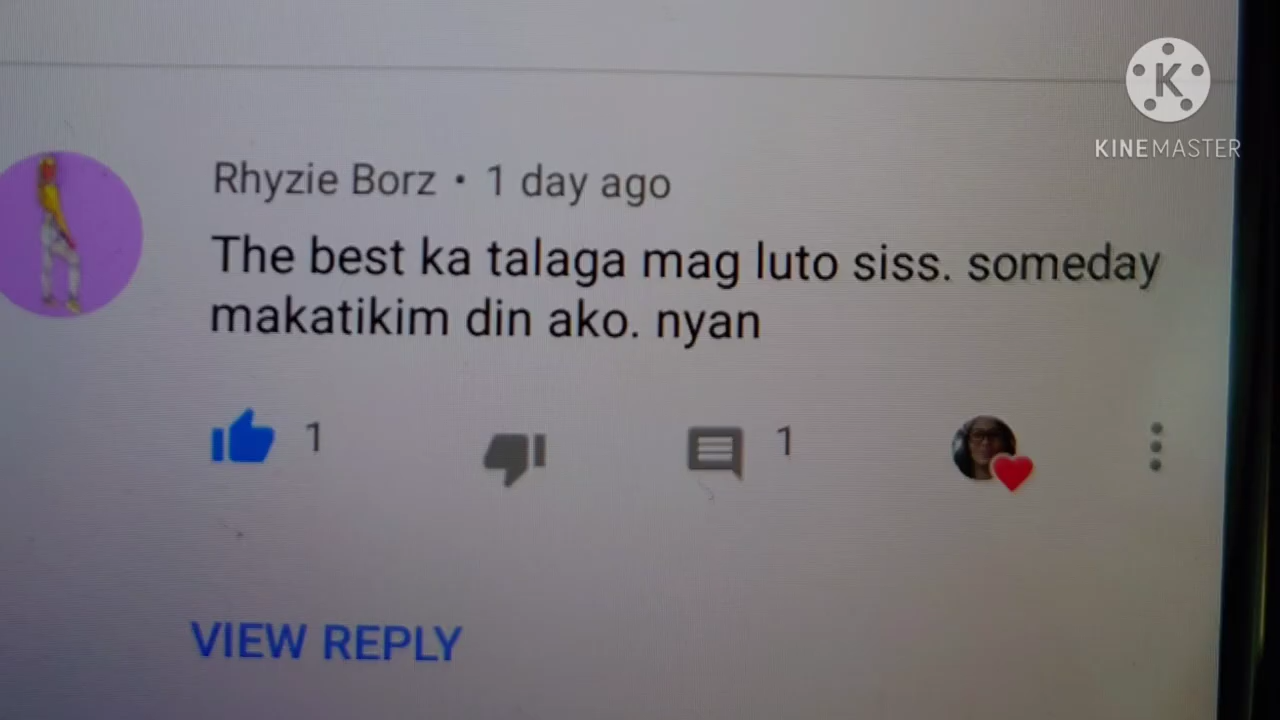 K
KINEMASTER
Rhyzie Borz • 1 day ago
The best ka talaga mag luto siss. someday
makatikim din ako. nyan
1
1
VIEW REPLY